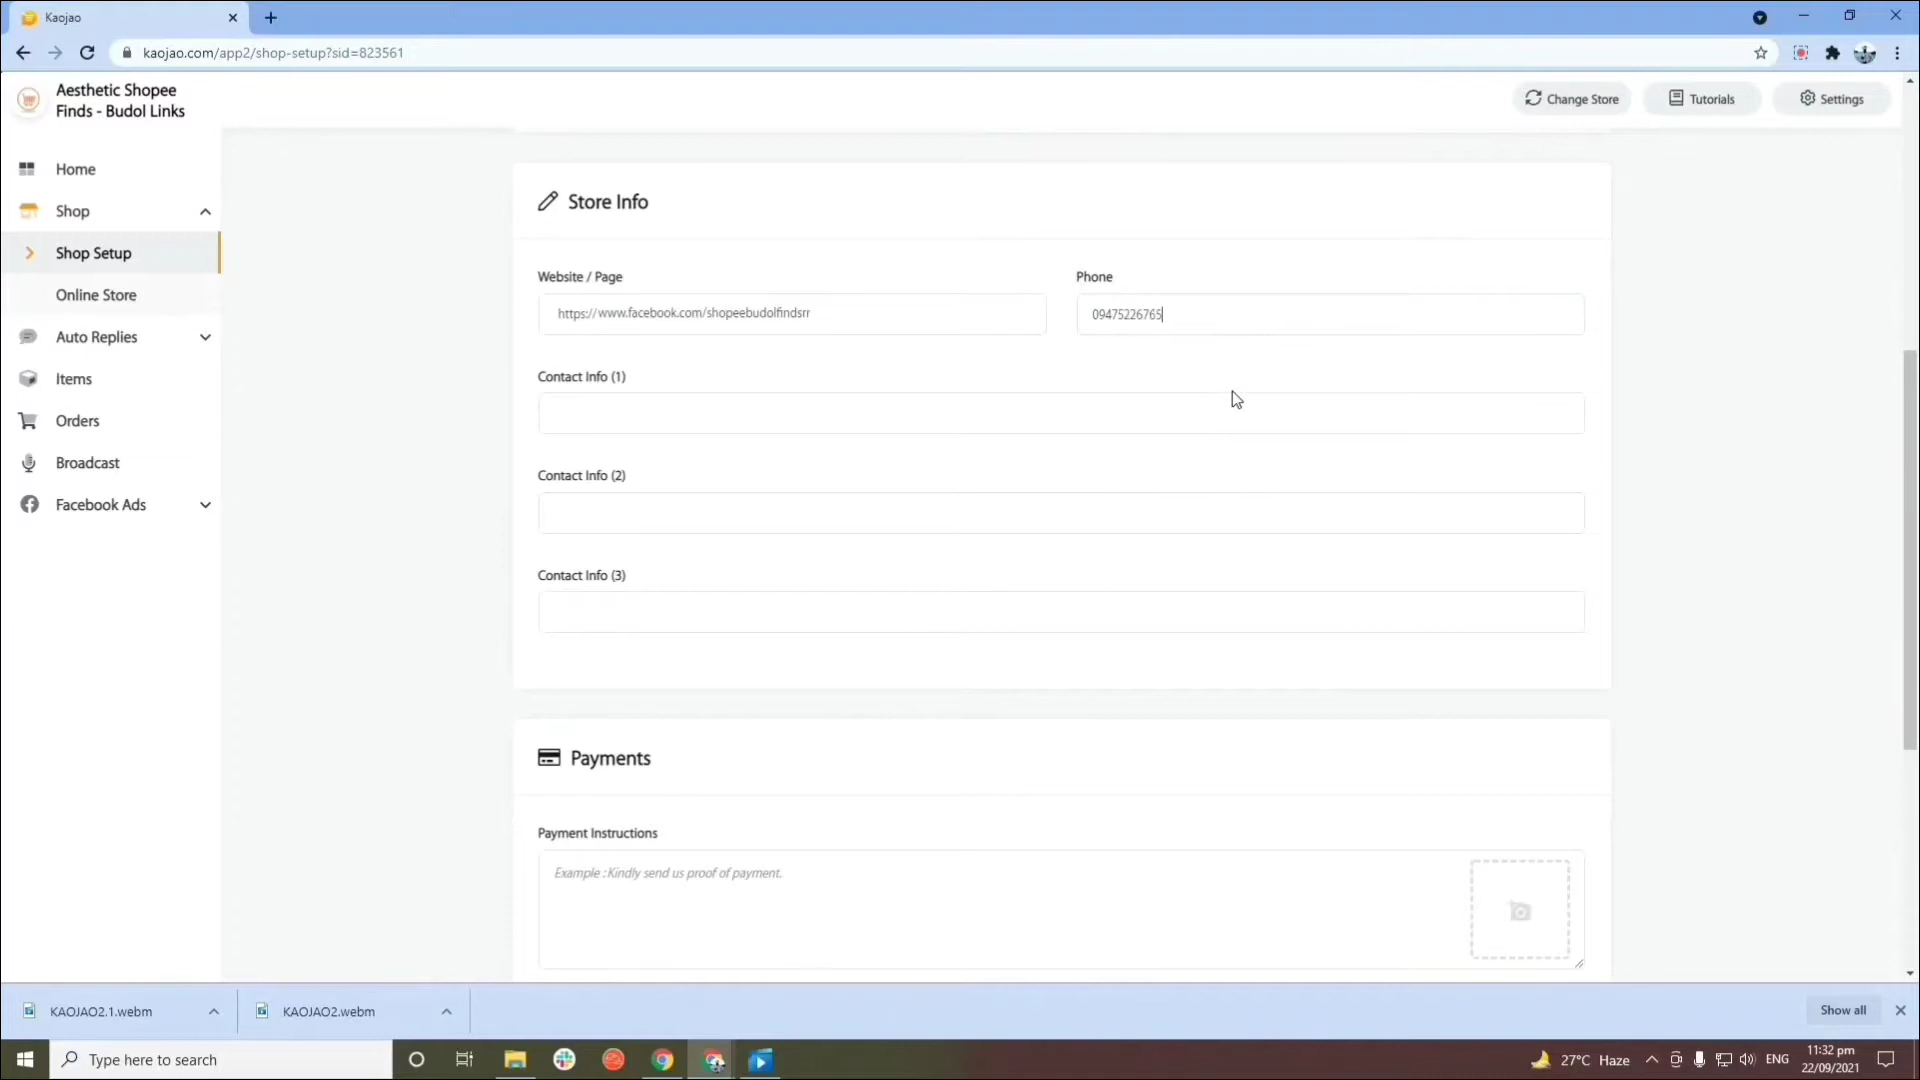 Kaojao
kaojao.com/app2/shop-setup?sid=823561
Aesthetic Shopee
Finds - Budol Links
Change Store
Tutorials
Settings
Home
Shop
Shop Setup
Online Store
Auto Replies
Items
Orders
Broadcast
Facebook Ads
Store Info
Website / Page
Phone
https://www.facebook.com/shopeebudolfindsrr
09475226765
Contact Info (1)
Contact Info (2)
Contact Info (3)
Payments
Payment Instructions
Example :Kindly send us proof of payment.
KAOJAO2.1.webm
KAOJAO2.webm
Show all
Type here to search
27°C Haze
ENG
11:32 pm
22/09/2021